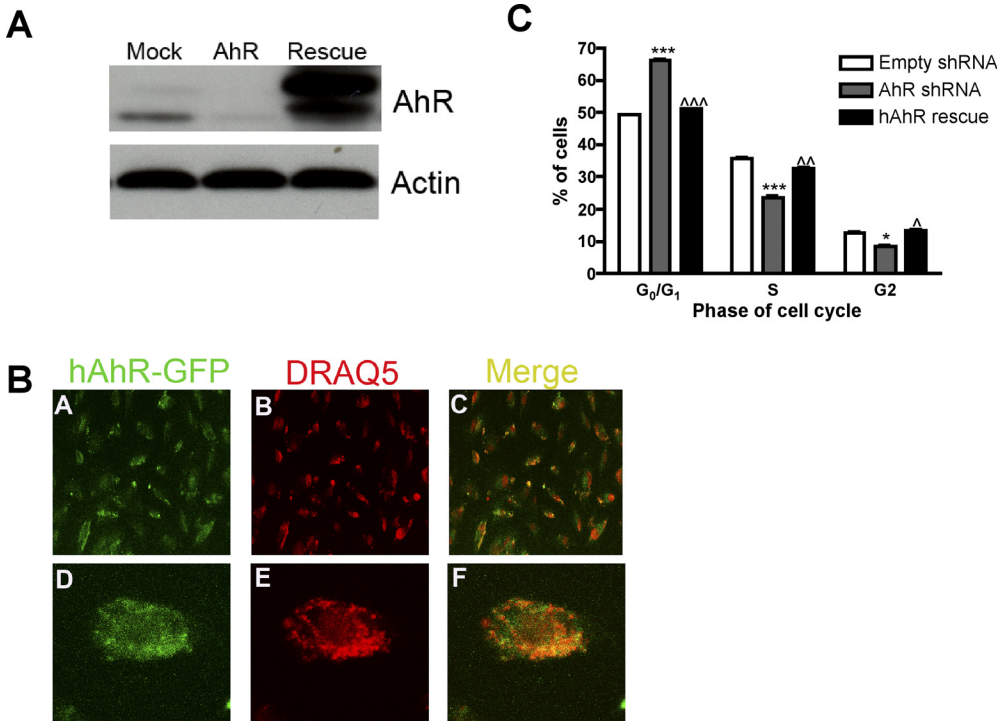 A
Mock AhR Rescue
AhR
Actin
C
70
60
50
40
30
20
10
0
% of cells
***
^^^
***
^^
*
^
Empty shRNA
AhR shRNA
hAhR rescue
G₀/G₁ S G2
Phase of cell cycle
B
hAhR-GFP DRAQ5 Merge
A B C
D E F